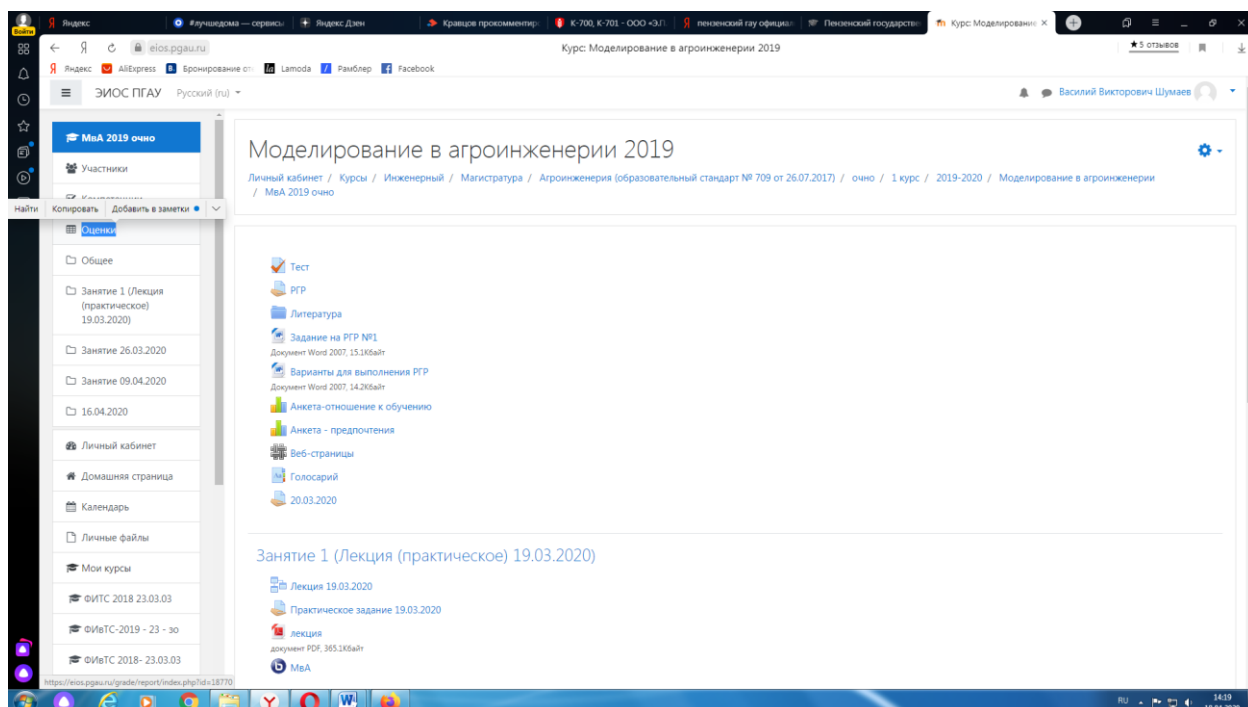 Войти
Яндекс
#лучшедома — сервисы
Яндекс.Дзен
Кравцов прокомментир
К-700, К-701 - ООО «З.П
пензенский гау официал
Пензенский государстве
Курс: Моделирование
eios.pgau.ru
Курс: Моделирование в агроинженерии 2019
★5 отзывов
Яндекс
AliExpress
Бронирование от
Lamoda
Рамблер
Facebook
ЭИОС ПГАУ Русский (ru)
Василий Викторович Шумаев
МвА 2019 очно
Участники
Компетенции
Найти Копировать Добавить в заметки
Оценки
Общее
Занятие 1 (Лекция
(практическое)
19.03.2020)
Занятие 26.03.2020
Занятие 09.04.2020
16.04.2020
Личный кабинет
Домашняя страница
Календарь
Личные файлы
Мои курсы
ФИТС 2018 23.03.03
ФИвТС-2019 - 23 - зо
ФИвТС 2018- 23.03.03
https://eios.pgau.ru/grade/report/index.php?id=18770
Моделирование в агроинженерии 2019
Личный кабинет / Курсы / Инженерный / Магистратура / Агроинженерия (образовательный стандарт № 709 от 26.07.2017) / очно / 1 курс / 2019-2020 / Моделирование в агроинженерии
/ МвА 2019 очно
Тест
РГР
Литература
Задание на РГР №1
Документ Word 2007, 15.1Кбайт
Варианты для выполнения РГР
Документ Word 2007, 14.2Кбайт
Анкета-отношение к обучению
Анкета - предпочтения
Веб-страницы
Голосарий
20.03.2020
Занятие 1 (Лекция (практическое) 19.03.2020)
Лекция 19.03.2020
Практическое задание 19.03.2020
лекция
документ PDF, 365.1Кбайт
МвА
RU
14:19